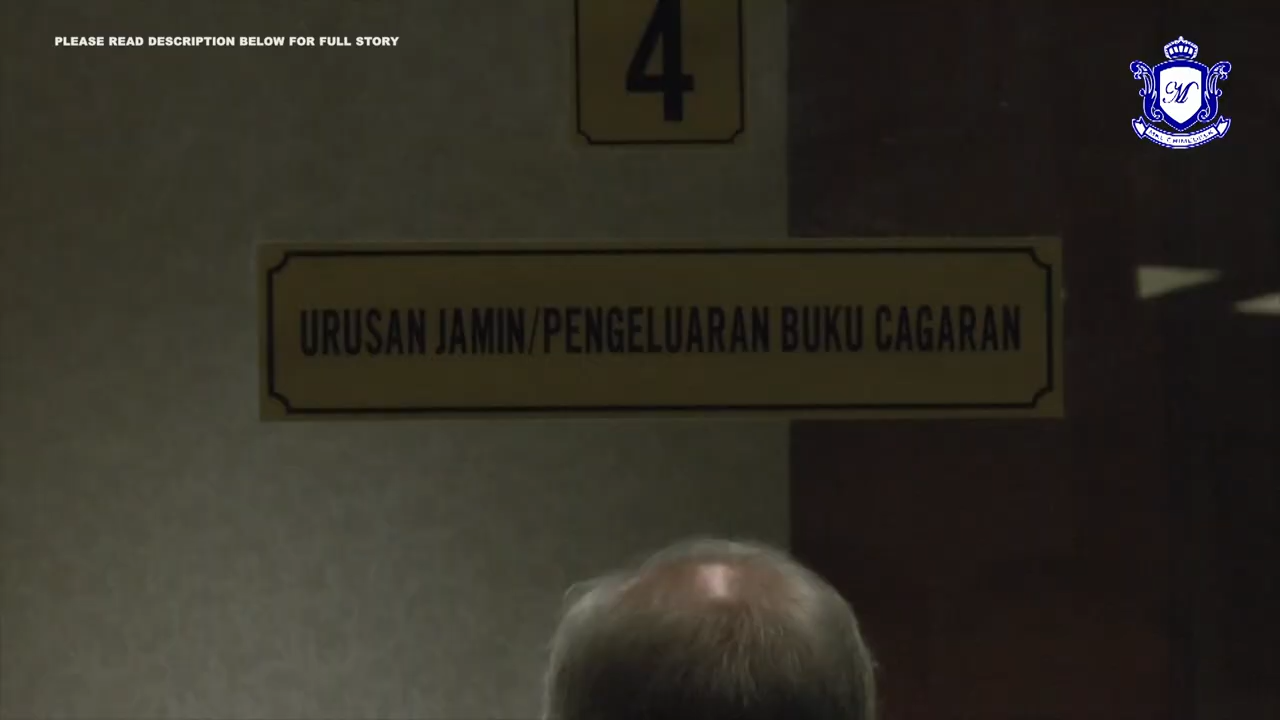 PLEASE READ DESCRIPTION BELOW FOR FULL STORY
4
M
URUSAN JAMIN/PENGELUARAN BUKU CAGARAN